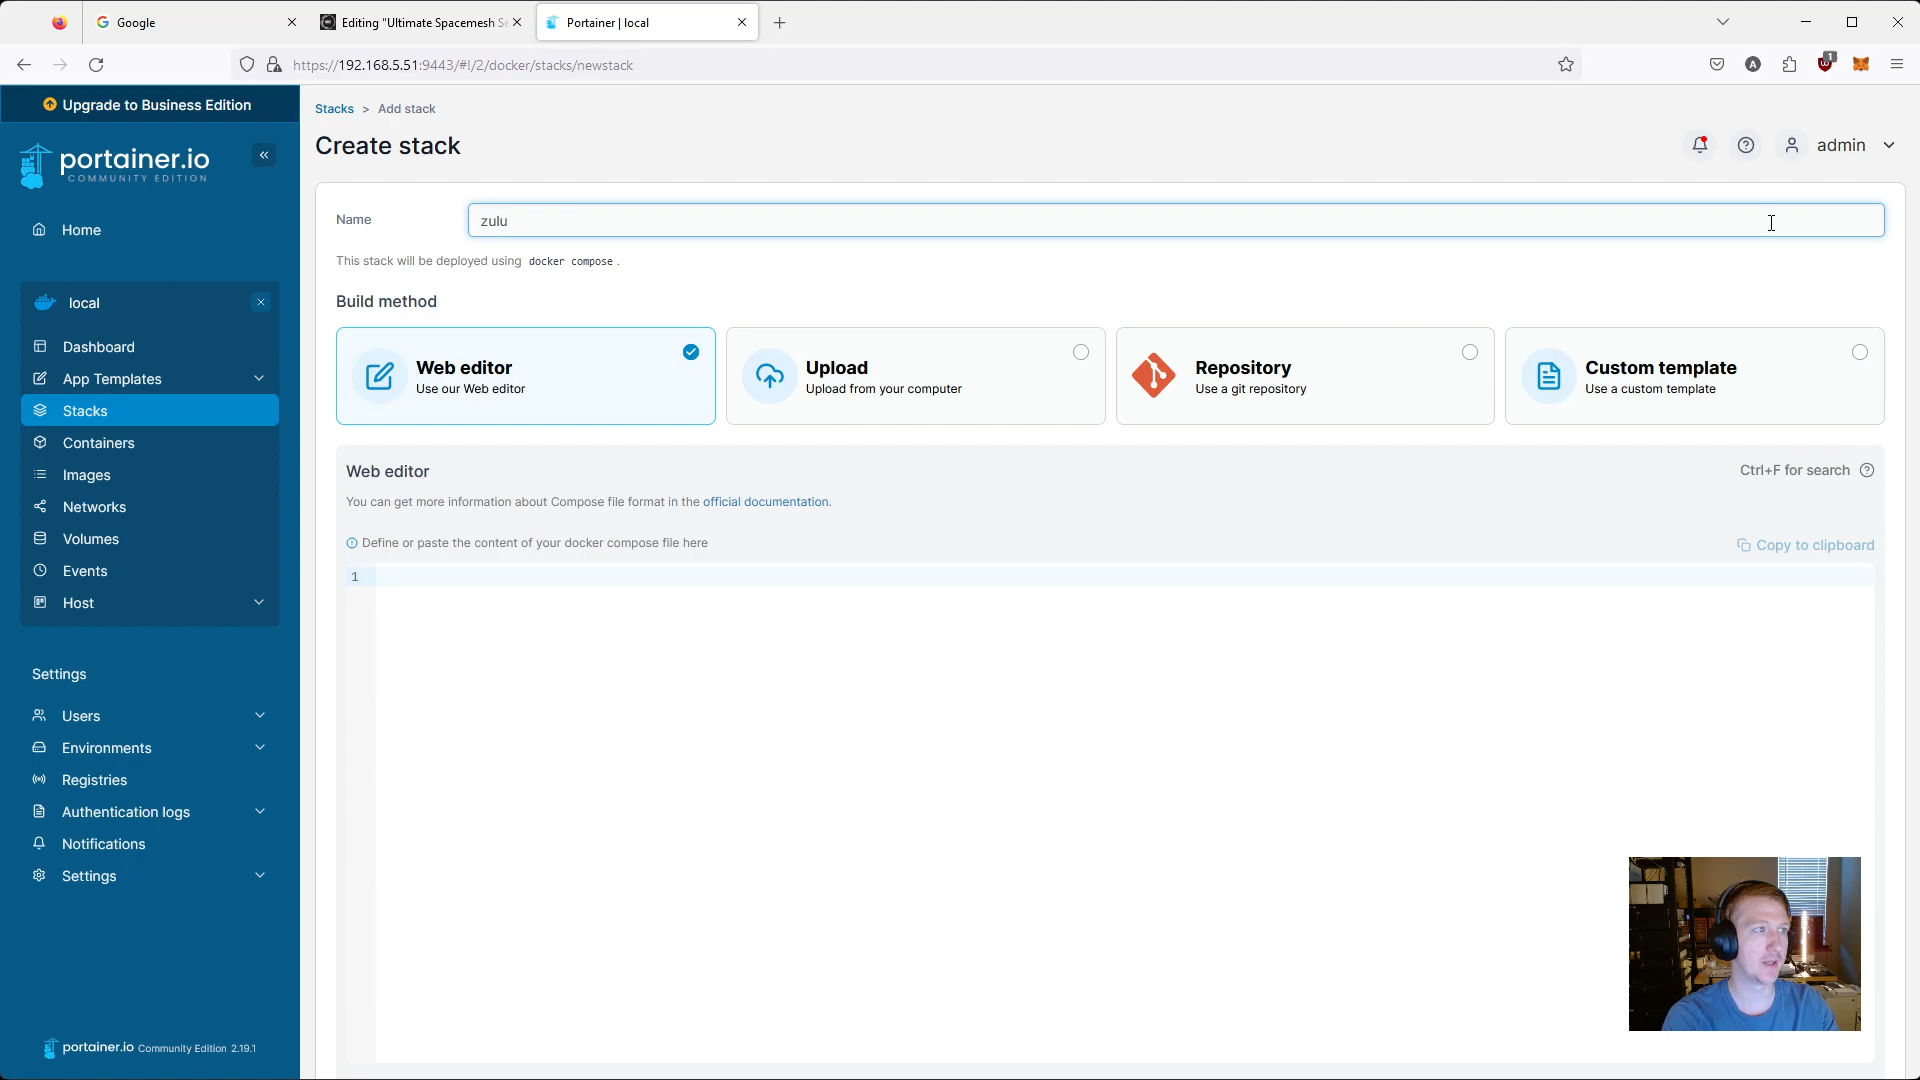 Google
Editing "Ultimate Spacemesh Se
Portainer | local
https://192.168.5.51:9443/#!/2/docker/stacks/newstack
A
1
Upgrade to Business Edition
portainer.io
COMMUNITY EDITION
Home
local
Dashboard
App Templates
Stacks
Containers
Images
Networks
Volumes
Events
Host
Settings
Users
Environments
Registries
Authentication logs
Notifications
Settings
portainer.io Community Edition 2.19.1
Stacks > Add stack
Create stack
admin
Name
zulu
This stack will be deployed using docker compose .
Build method
Web editor
Use our Web editor
Upload
Upload from your computer
Repository
Use a git repository
Custom template
Use a custom template
Web editor
Ctrl+F for search
You can get more information about Compose file format in the official documentation.
Define or paste the content of your docker compose file here
Copy to clipboard
1